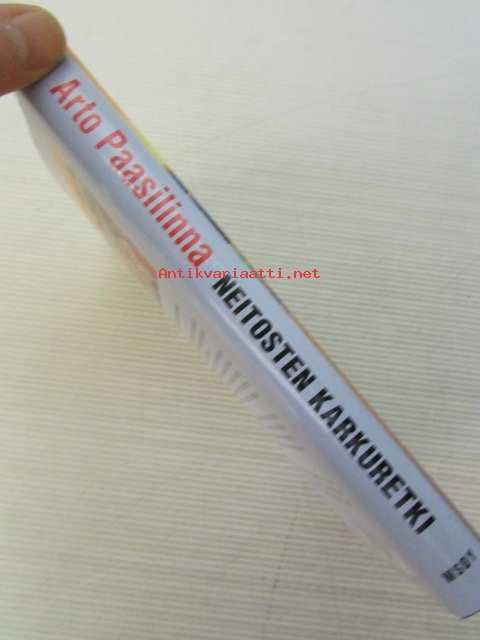 Arto Paasilinna NEITOSTEN KARKURETKI WSOY
Antikvariaatti.net